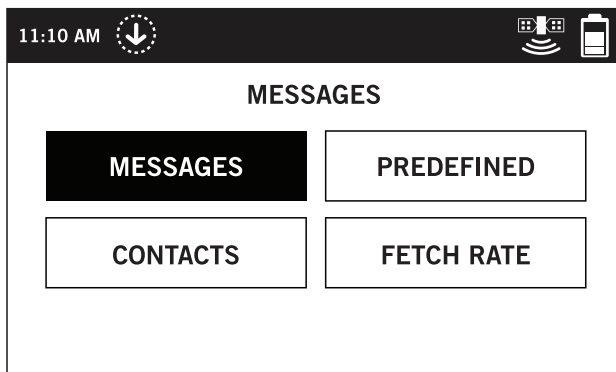 11:10 AM
MESSAGES
MESSAGES PREDEFINED
CONTACTS FETCH RATE